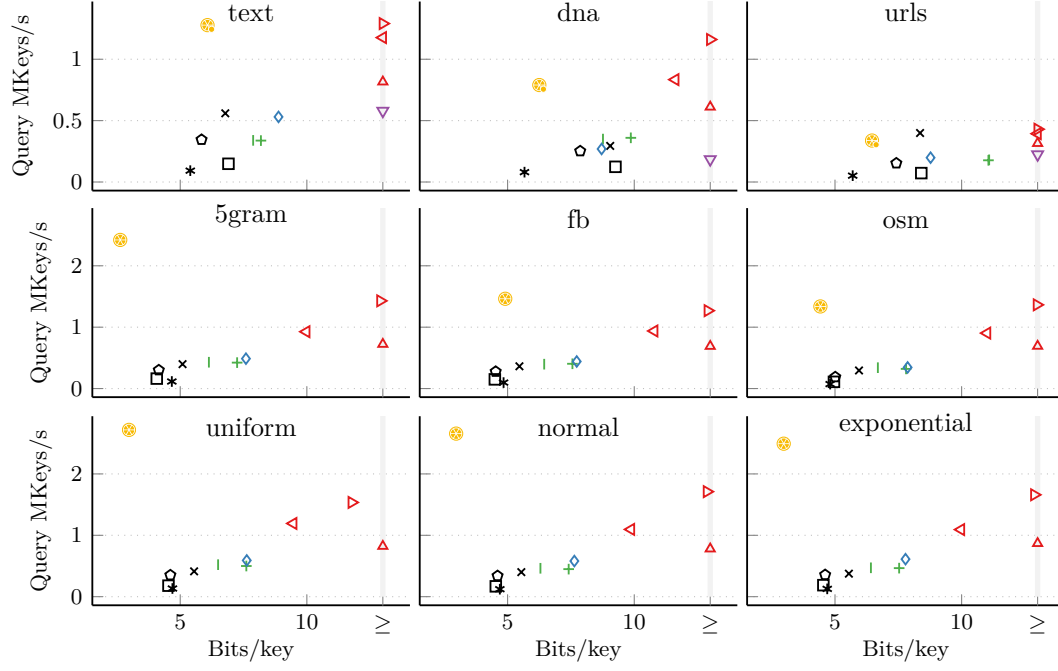 text dna urls
Query MKeys/s
1
0.5
0
5gram fb osm
Query MKeys/s
2
1
0
uniform normal exponential
Query MKeys/s
2
1
0
5 10 ≥ 5 10 ≥ 5 10 ≥
Bits/key Bits/key Bits/key